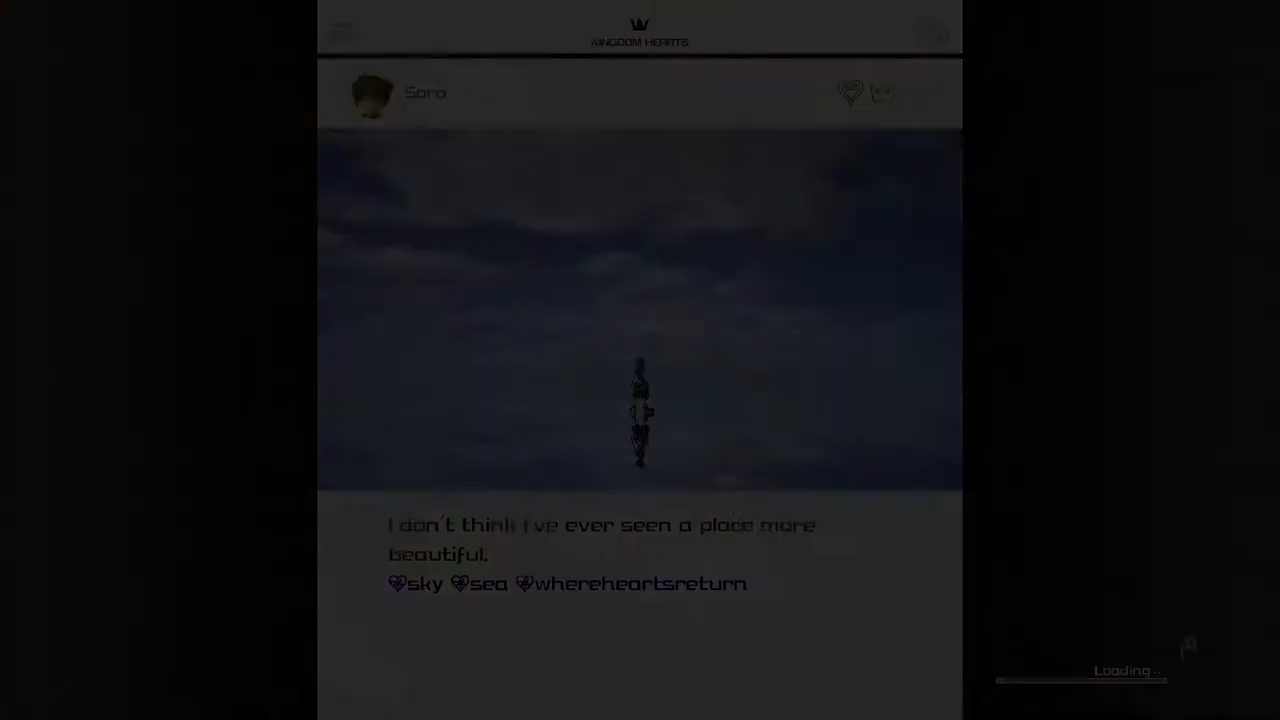 KINGDOM HEARTS
Sora
I don't think I've ever seen a place more
beautiful.
sky sea whereheartsreturn
Loading..